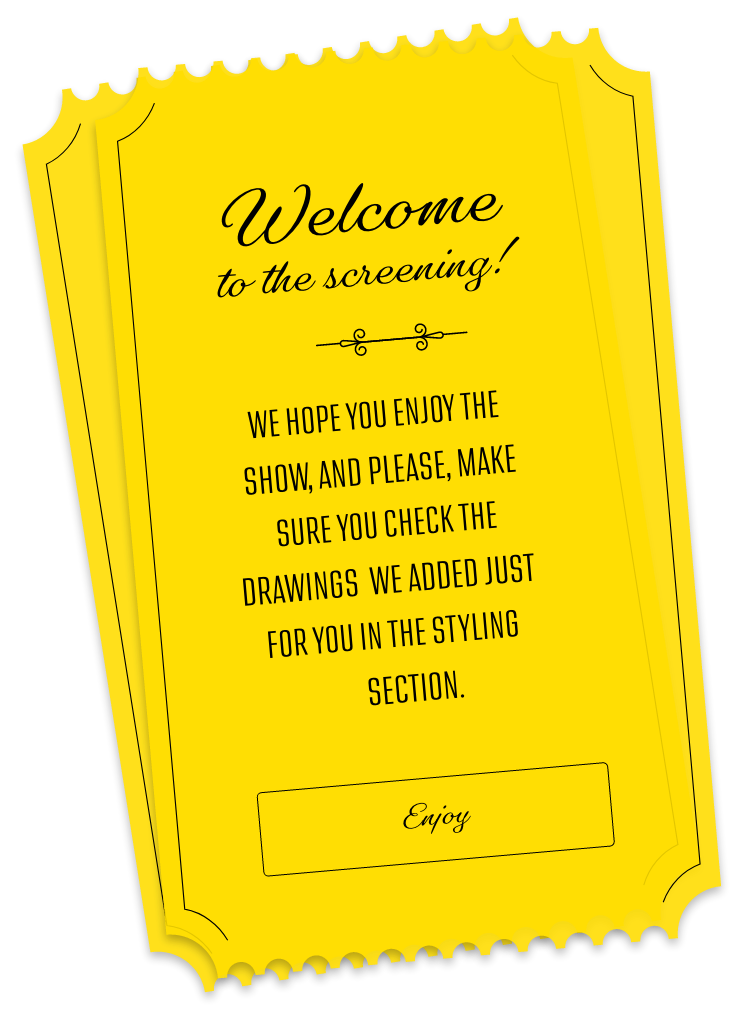 Welcome
to the screening!
WE HOPE YOU ENJOY THE
SHOW, AND PLEASE, MAKE
SURE YOU CHECK THE
DRAWINGS  WE ADDED JUST
FOR YOU IN THE STYLING
SECTION.
Enjoy